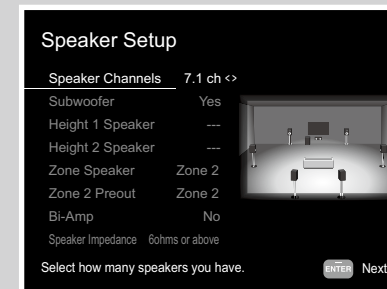 Speaker Setup
Speaker Channels 7.1 ch <>
Subwoofer Yes
Height 1 Speaker ---
Height 2 Speaker ---
Zone Speaker Zone 2
Zone 2 Preout Zone 2
Bi-Amp No
Speaker Impedance 6ohms or above
Select how many speakers you have.
ENTER Next